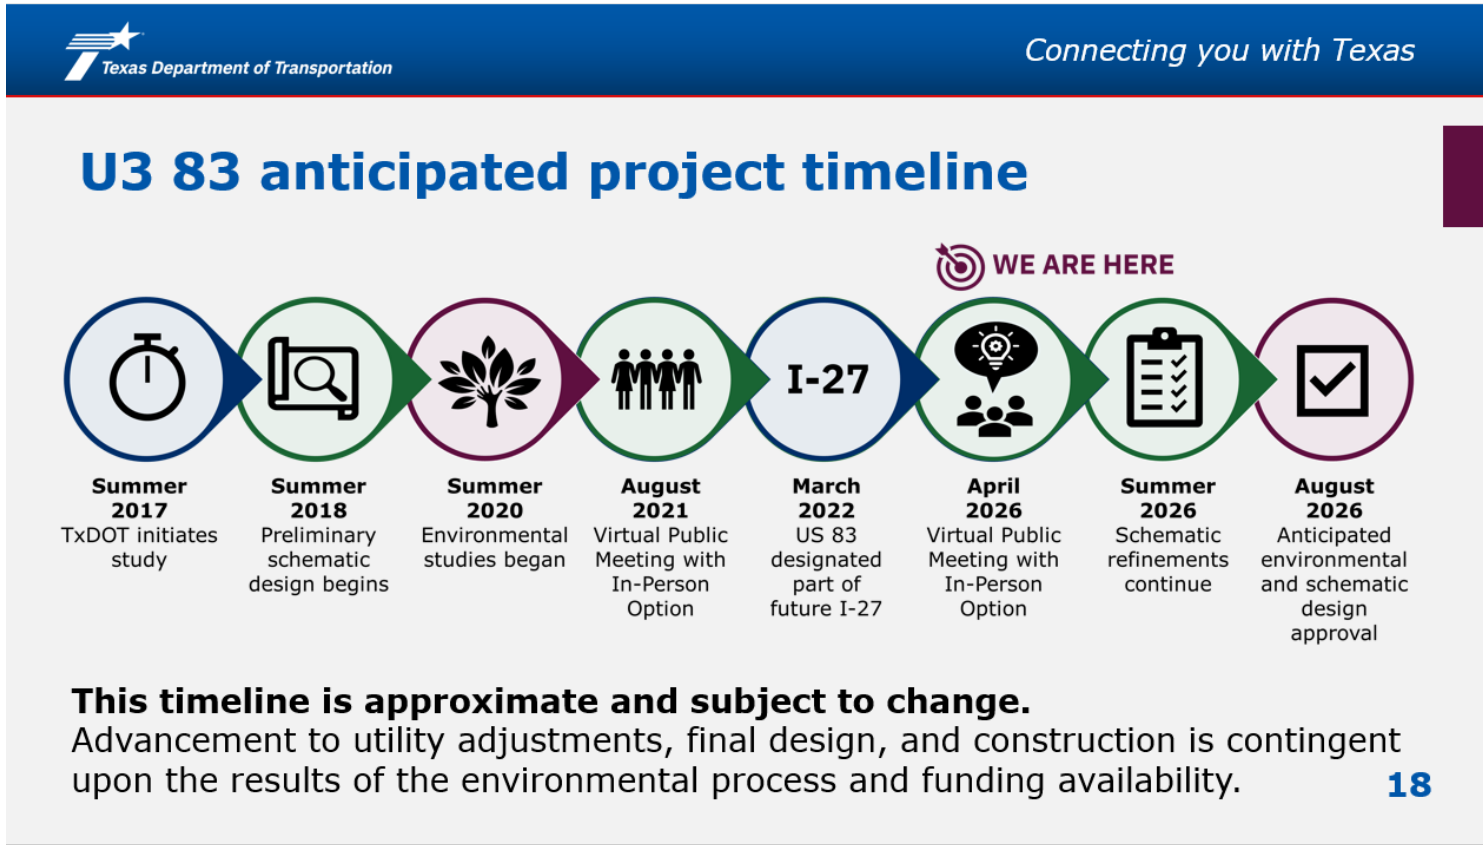 Texas Department of Transportation
Connecting you with Texas
U3 83 anticipated project timeline
WE ARE HERE
I-27
Summer
2017
TxDOT initiates
study
Summer
2018
Preliminary
schematic
design begins
Summer
2020
Environmental
studies began
August
2021
Virtual Public
Meeting with
In-Person
Option
March
2022
US 83
designated
part of
future I-27
April
2026
Virtual Public
Meeting with
In-Person
Option
Summer
2026
Schematic
refinements
continue
August
2026
Anticipated
environmental
and schematic
design
approval
This timeline is approximate and subject to change.
Advancement to utility adjustments, final design, and construction is contingent
upon the results of the environmental process and funding availability.
18